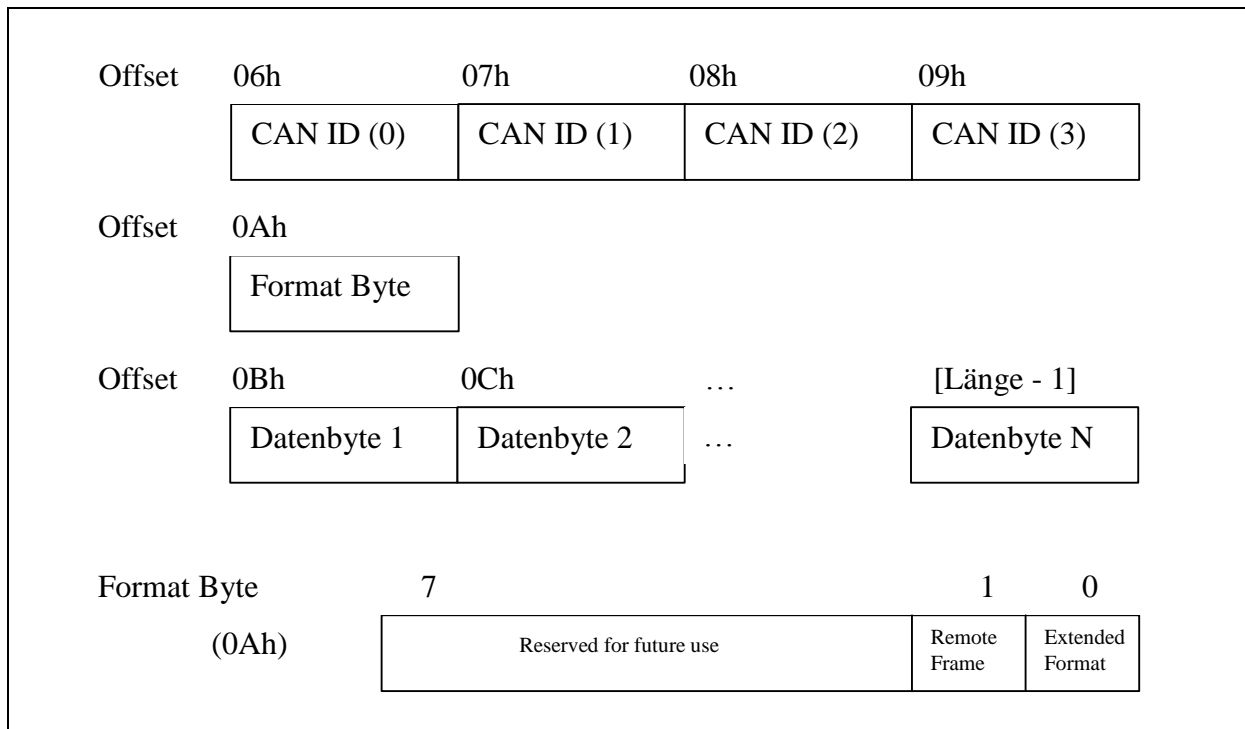 Offset 06h 07h 08h 09h
CAN ID (0) CAN ID (1) CAN ID (2) CAN ID (3)
Offset 0Ah
Format Byte
Offset 0Bh 0Ch … [Länge - 1]
Datenbyte 1 Datenbyte 2 … Datenbyte N
Format Byte 7 1 0
(0Ah) Reserved for future use Remote Frame Extended Format